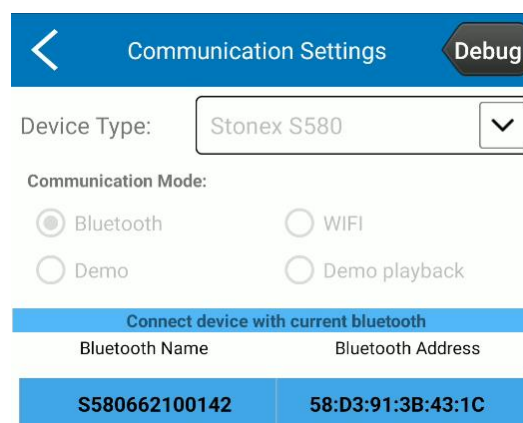 Communication Settings
Debug
Device Type:
Stonex S580
Communication Mode:
Bluetooth
WIFI
Demo
Demo playback
Connect device with current bluetooth
Bluetooth Name
Bluetooth Address
S580662100142
58:D3:91:3B:43:1C